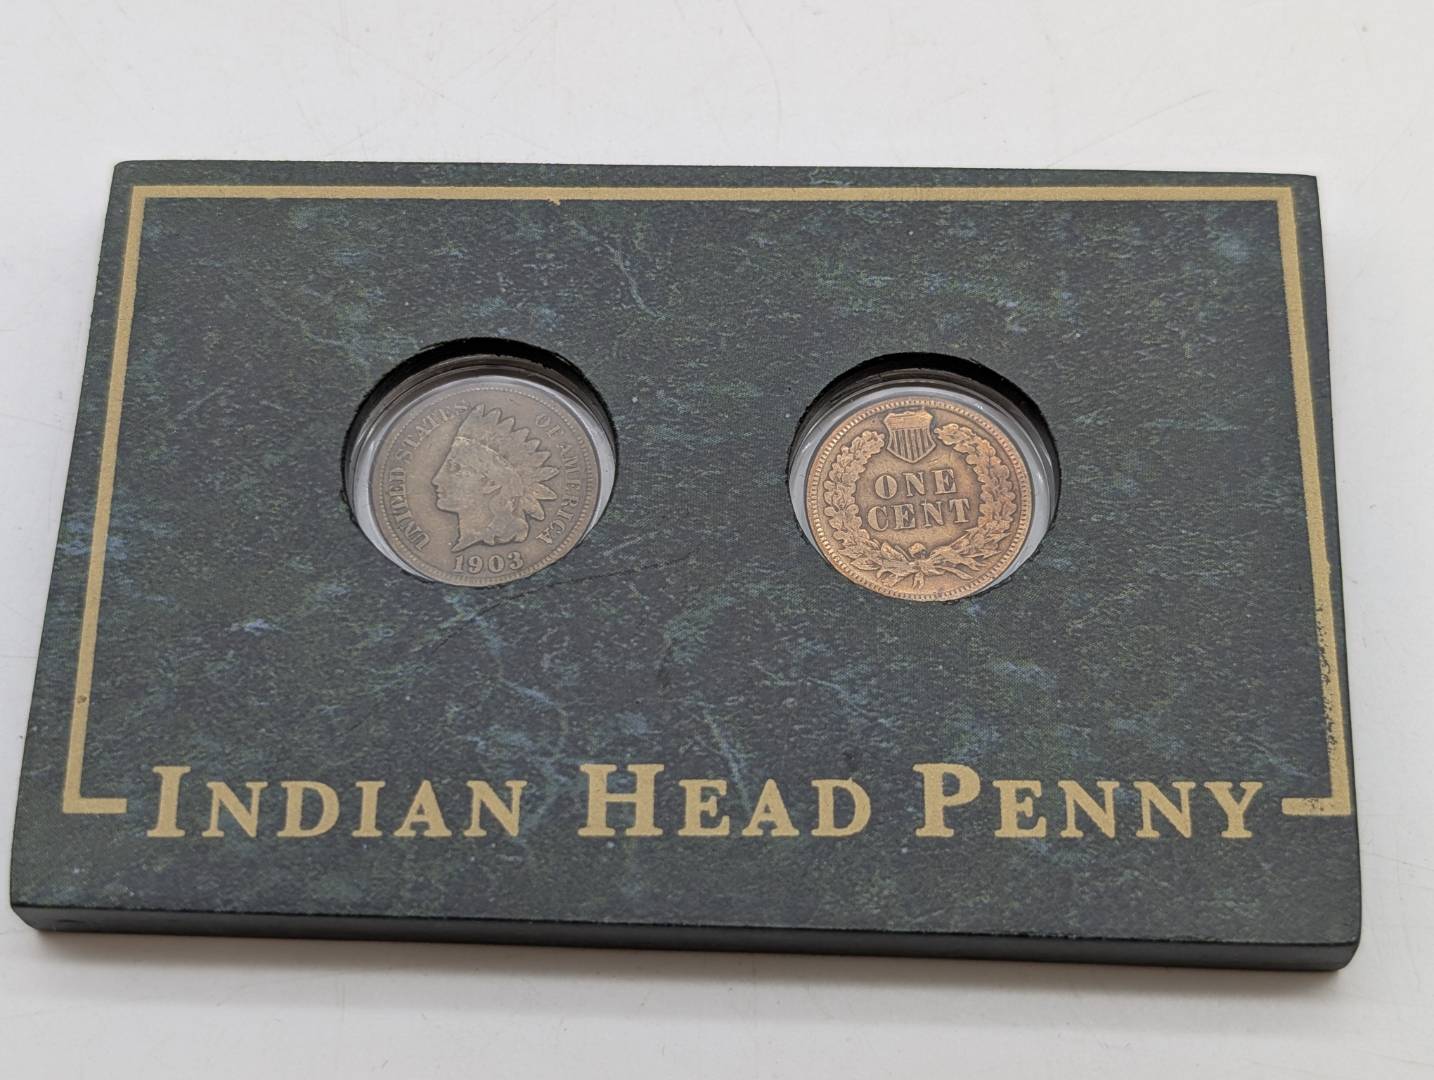 UNITED STATES OF AMERICA
1903
ONE
CENT
INDIAN HEAD PENNY